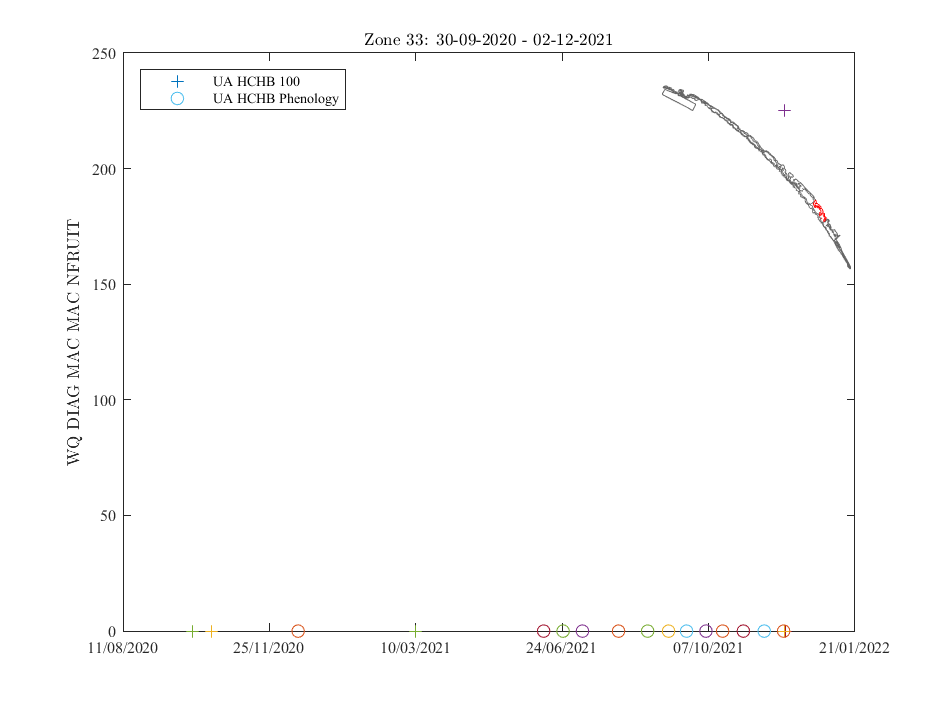 Zone 33: 30-09-2020 - 02-12-2021
250
UA HCHB 100
UA HCHB Phenology
200
150
100
50
0
WQ DIAG MAC MAC NFRUIT
11/08/2020 25/11/2020 10/03/2021 24/06/2021 07/10/2021 21/01/2022